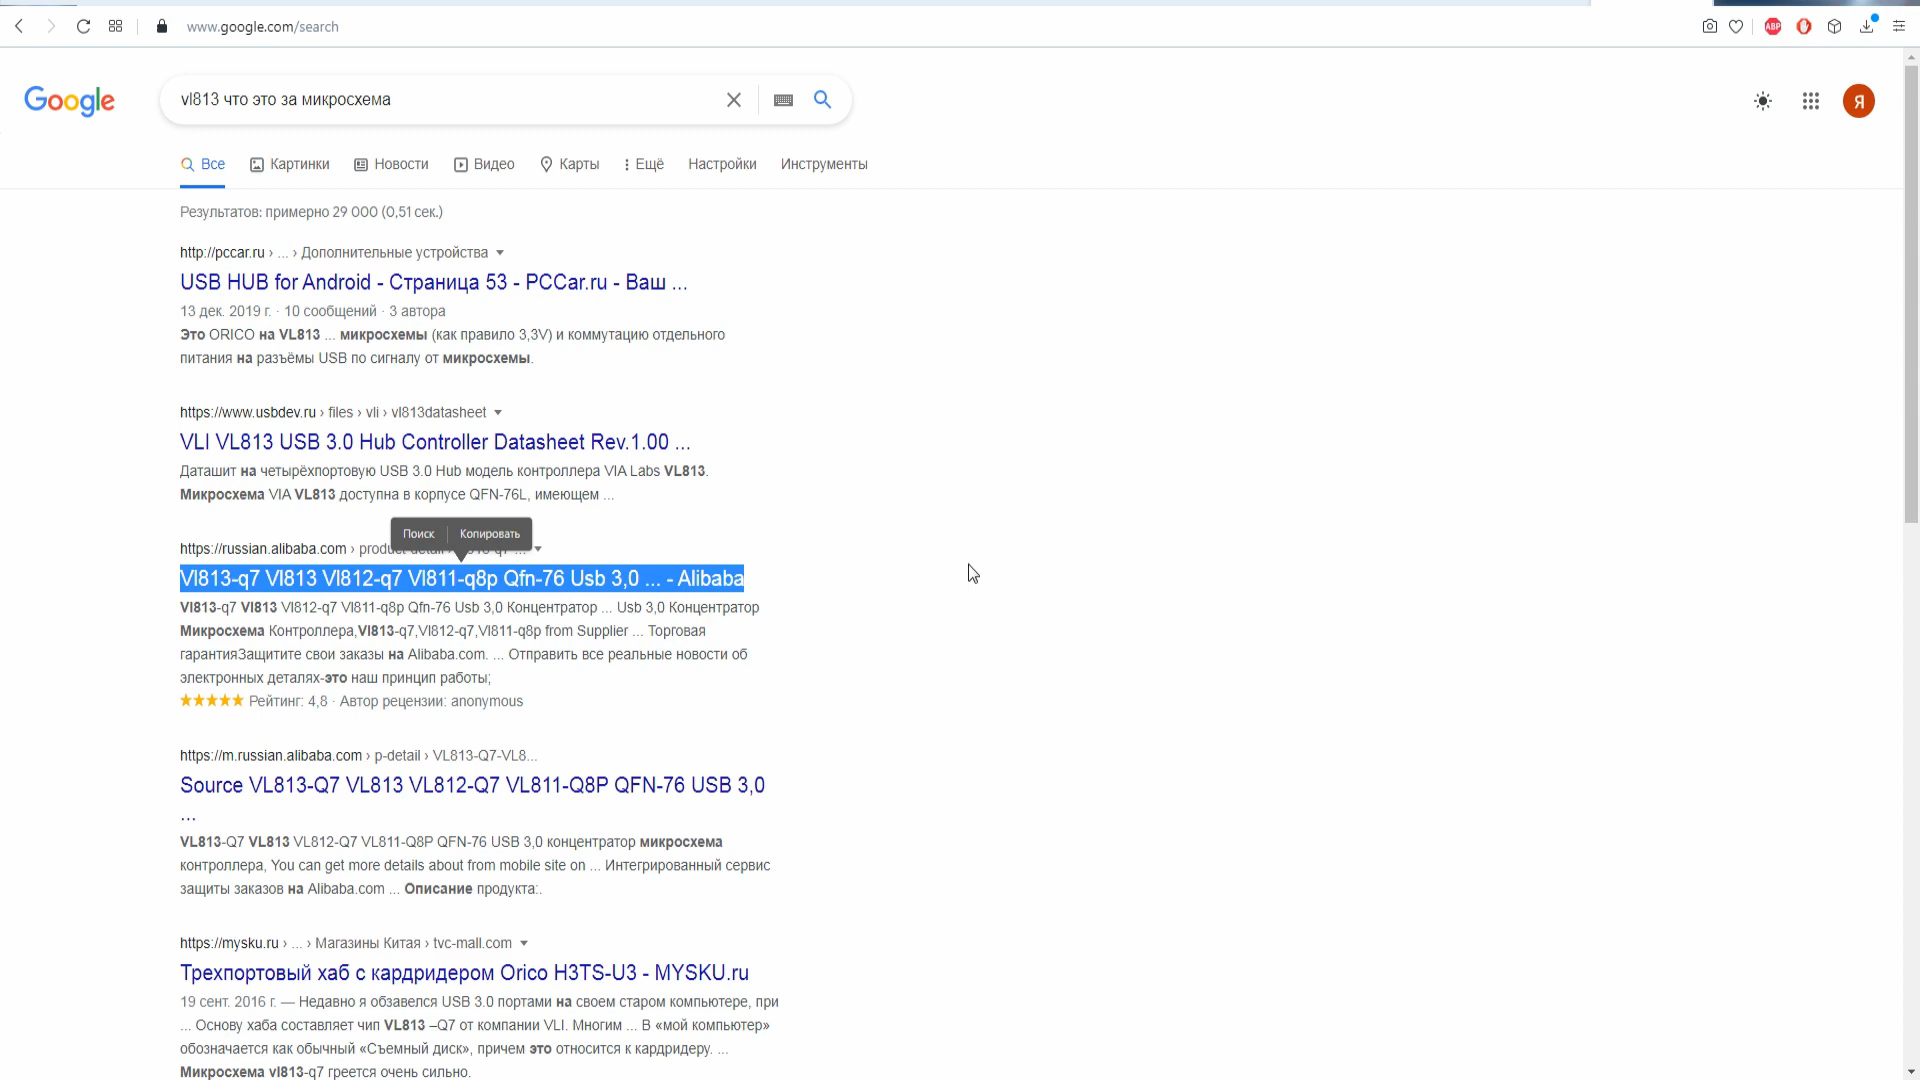 www.google.com/search
ABP
Google
vl813 что это за микросхема
Я
Все
Картинки
Новости
Видео
Карты
Ещё
Настройки
Инструменты
Результатов: примерно 29 000 (0,51 сек.)
http://pccar.ru › ... › Дополнительные устройства
USB HUB for Android - Страница 53 - PCCar.ru - Ваш ...
13 дек. 2019 г. · 10 сообщений · 3 автора
Это ORICO на VL813 ... микросхемы (как правило 3,3V) и коммутацию отдельного
питания на разъёмы USB по сигналу от микросхемы.
https://www.usbdev.ru › files › vli › vl813datasheet
VLI VL813 USB 3.0 Hub Controller Datasheet Rev.1.00 ...
Даташит на четырёхпортовую USB 3.0 Hub модель контроллера VIA Labs VL813.
Микросхема VIA VL813 доступна в корпусе QFN-76L, имеющем ...
Поиск
Копировать
https://russian.alibaba.com
Vl813-q7 Vl813 Vl812-q7 Vl811-q8p Qfn-76 Usb 3,0 ... - Alibaba
Vl813-q7 Vl813 Vl812-q7 Vl811-q8p Qfn-76 Usb 3,0 Концентратор ... Usb 3,0 Концентратор
Микросхема Контроллера,Vl813-q7,Vl812-q7,Vl811-q8p from Supplier ... Торговая
гарантияЗащитите свои заказы на Alibaba.com. ... Отправить все реальные новости об
электронных деталях-это наш принцип работы;
Рейтинг: 4,8 · Автор рецензии: anonymous
https://m.russian.alibaba.com › p-detail › VL813-Q7-VL8...
Source VL813-Q7 VL813 VL812-Q7 VL811-Q8P QFN-76 USB 3,0
...
VL813-Q7 VL813 VL812-Q7 VL811-Q8P QFN-76 USB 3,0 концентратор микросхема
контроллера, You can get more details about from mobile site on ... Интегрированный сервис
защиты заказов на Alibaba.com ... Описание продукта:.
https://mysku.ru › ... › Магазины Китая › tvc-mall.com
Трехпортовый хаб с кардридером Orico H3TS-U3 - MYSKU.ru
19 сент. 2016 г. — Недавно я обзавелся USB 3.0 портами на своем старом компьютере, при
... Основу хаба составляет чип VL813 –Q7 от компании VLI. Многим ... В «мой компьютер»
обозначается как обычный «Съемный диск», причем это относится к кардридеру. ...
Микросхема vl813-q7 греется очень сильно.